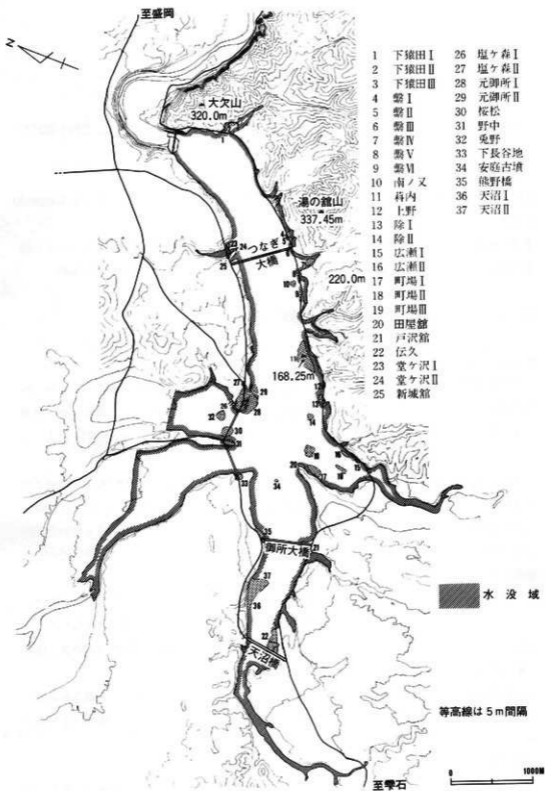 至盛岡
N
大欠山
320.0m
湯の舘山
337.45m
つなぎ
大橋
220.0m
168.25m
御所大橋
天沼橋
至雫石
1 下猿田Ⅰ
2 下猿田Ⅱ
3 下猿田Ⅲ
4 繋Ⅰ
5 繋Ⅱ
6 繋Ⅲ
7 繋Ⅳ
8 繋Ⅴ
9 繋Ⅵ
10 南ノ又
11 萪内
12 上野
13 除Ⅰ
14 除Ⅱ
15 広瀬Ⅰ
16 広瀬Ⅱ
17 町場Ⅰ
18 町場Ⅱ
19 町場Ⅲ
20 田屋舘
21 戸沢舘
22 伝久
23 堂ケ沢Ⅰ
24 堂ケ沢Ⅱ
25 新城舘
26 塩ケ森Ⅰ
27 塩ケ森Ⅱ
28 元御所Ⅰ
29 元御所Ⅱ
30 桜松
31 野中
32 兎野
33 下長谷地
34 安庭古墳
35 熊野橋
36 天沼Ⅰ
37 天沼Ⅱ
水没域
等高線は5m間隔
0 1000M